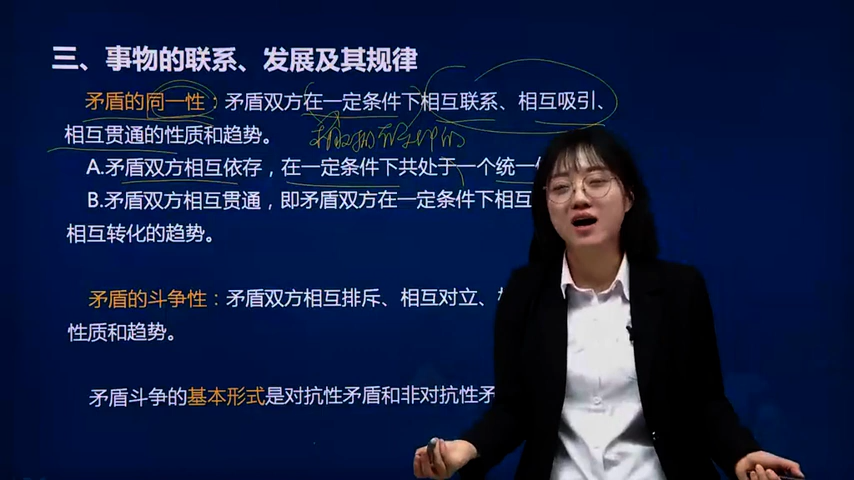 三、事物的联系、发展及其规律
矛盾的同一性：矛盾双方在一定条件下相互联系、相互吸引、
相互贯通的性质和趋势。
A.矛盾双方相互依存，在一定条件下共处于一个统一
B.矛盾双方相互贯通，即矛盾双方在一定条件下相互
相互转化的趋势。
矛盾的斗争性：矛盾双方相互排斥、相互对立、
性质和趋势。
矛盾斗争的基本形式是对抗性矛盾和非对抗性矛